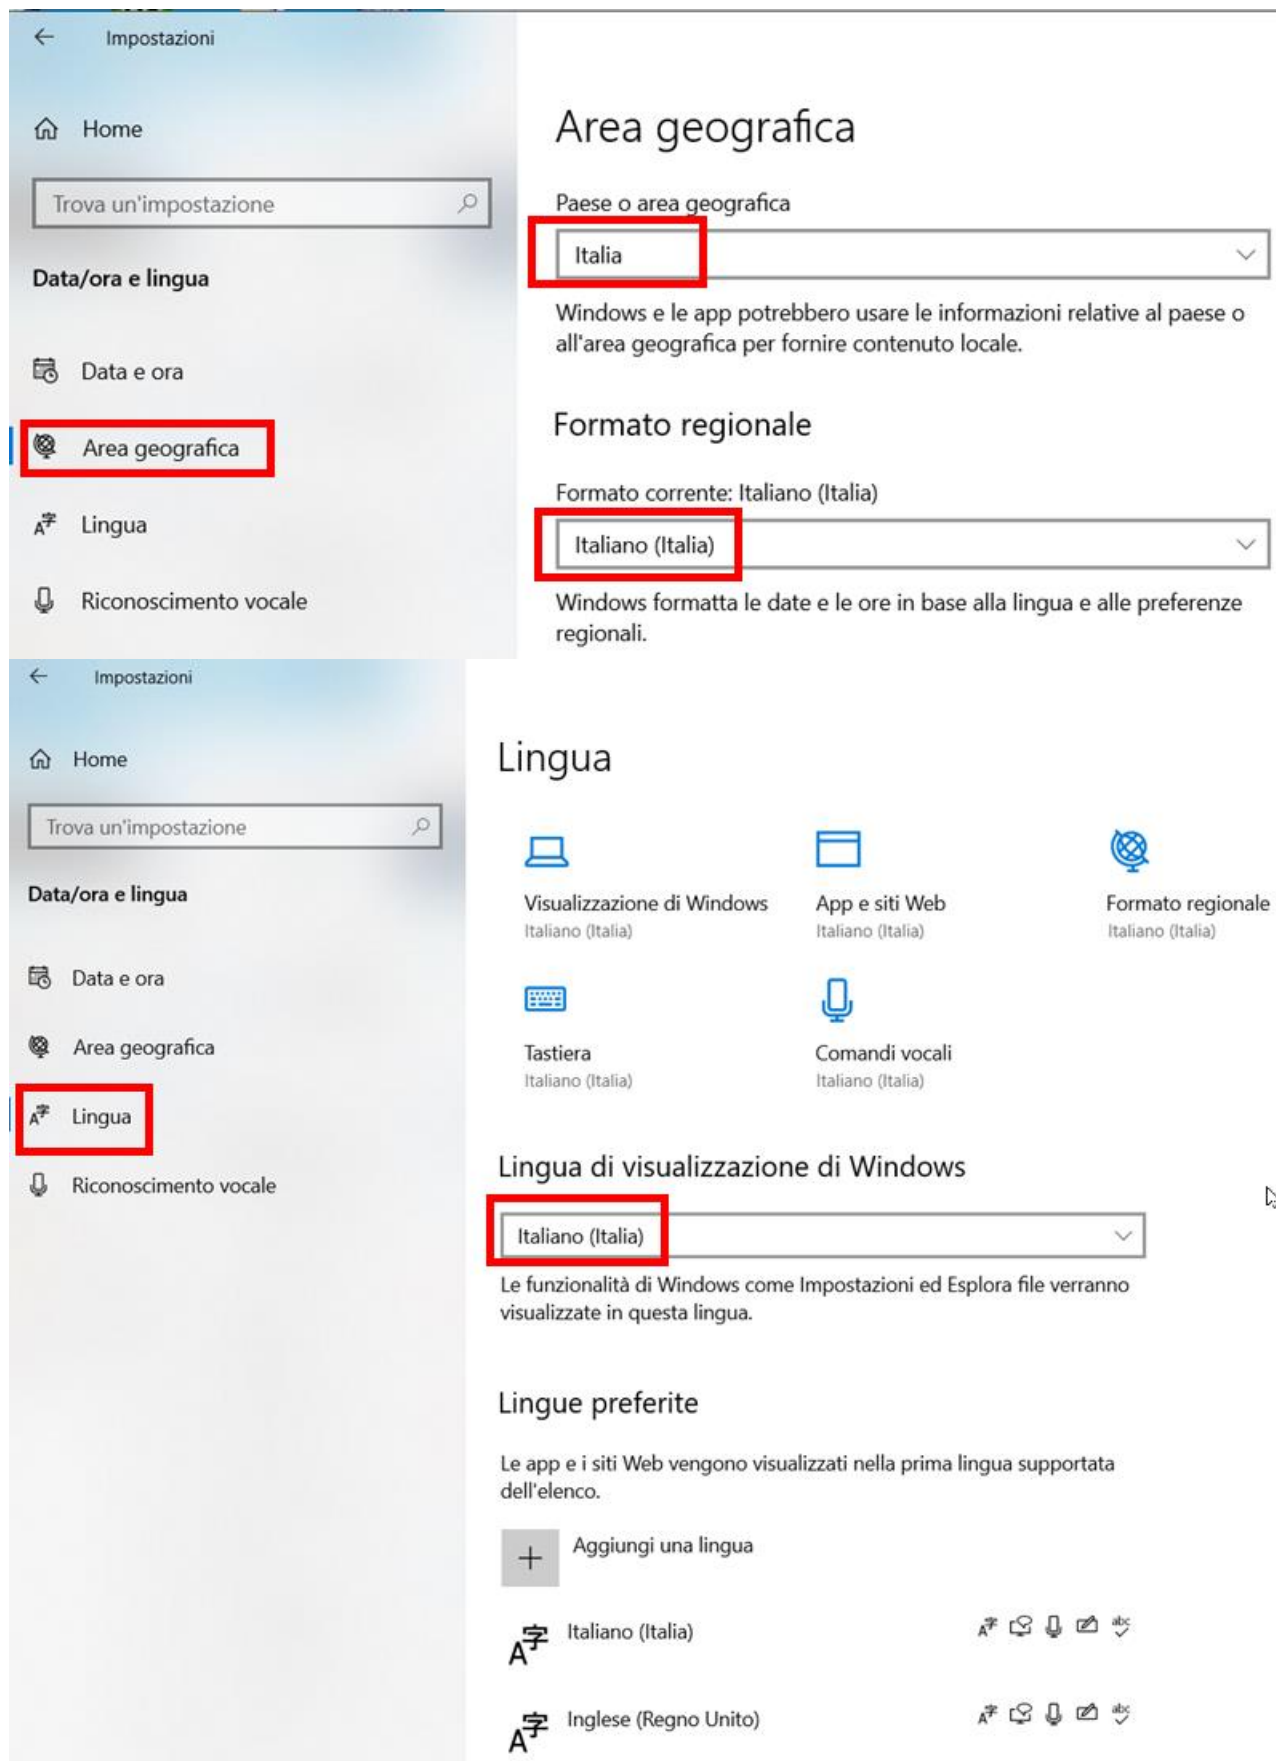 Impostazioni
Home
Trova un'impostazione
Data/ora e lingua
Data e ora
Area geografica
Lingua
Riconoscimento vocale
Area geografica
Paese o area geografica
Italia
Windows e le app potrebbero usare le informazioni relative al paese o
all'area geografica per fornire contenuto locale.
Formato regionale
Formato corrente: Italiano (Italia)
Italiano (Italia)
Windows formatta le date e le ore in base alla lingua e alle preferenze
regionali.
Impostazioni
Home
Trova un'impostazione
Data/ora e lingua
Data e ora
Area geografica
Lingua
Riconoscimento vocale
Lingua
Visualizzazione di Windows
Italiano (Italia)
App e siti Web
Italiano (Italia)
Formato regionale
Italiano (Italia)
Tastiera
Italiano (Italia)
Comandi vocali
Italiano (Italia)
Lingua di visualizzazione di Windows
Italiano (Italia)
Le funzionalità di Windows come Impostazioni ed Esplora file verranno
visualizzate in questa lingua.
Lingue preferite
Le app e i siti Web vengono visualizzati nella prima lingua supportata
dell'elenco.
Aggiungi una lingua
Italiano (Italia)
Inglese (Regno Unito)